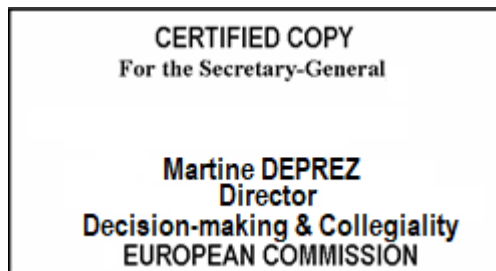 CERTIFIED COPY
For the Secretary-General
Martine DEPREZ
Director
Decision-making & Collegiality
EUROPEAN COMMISSION